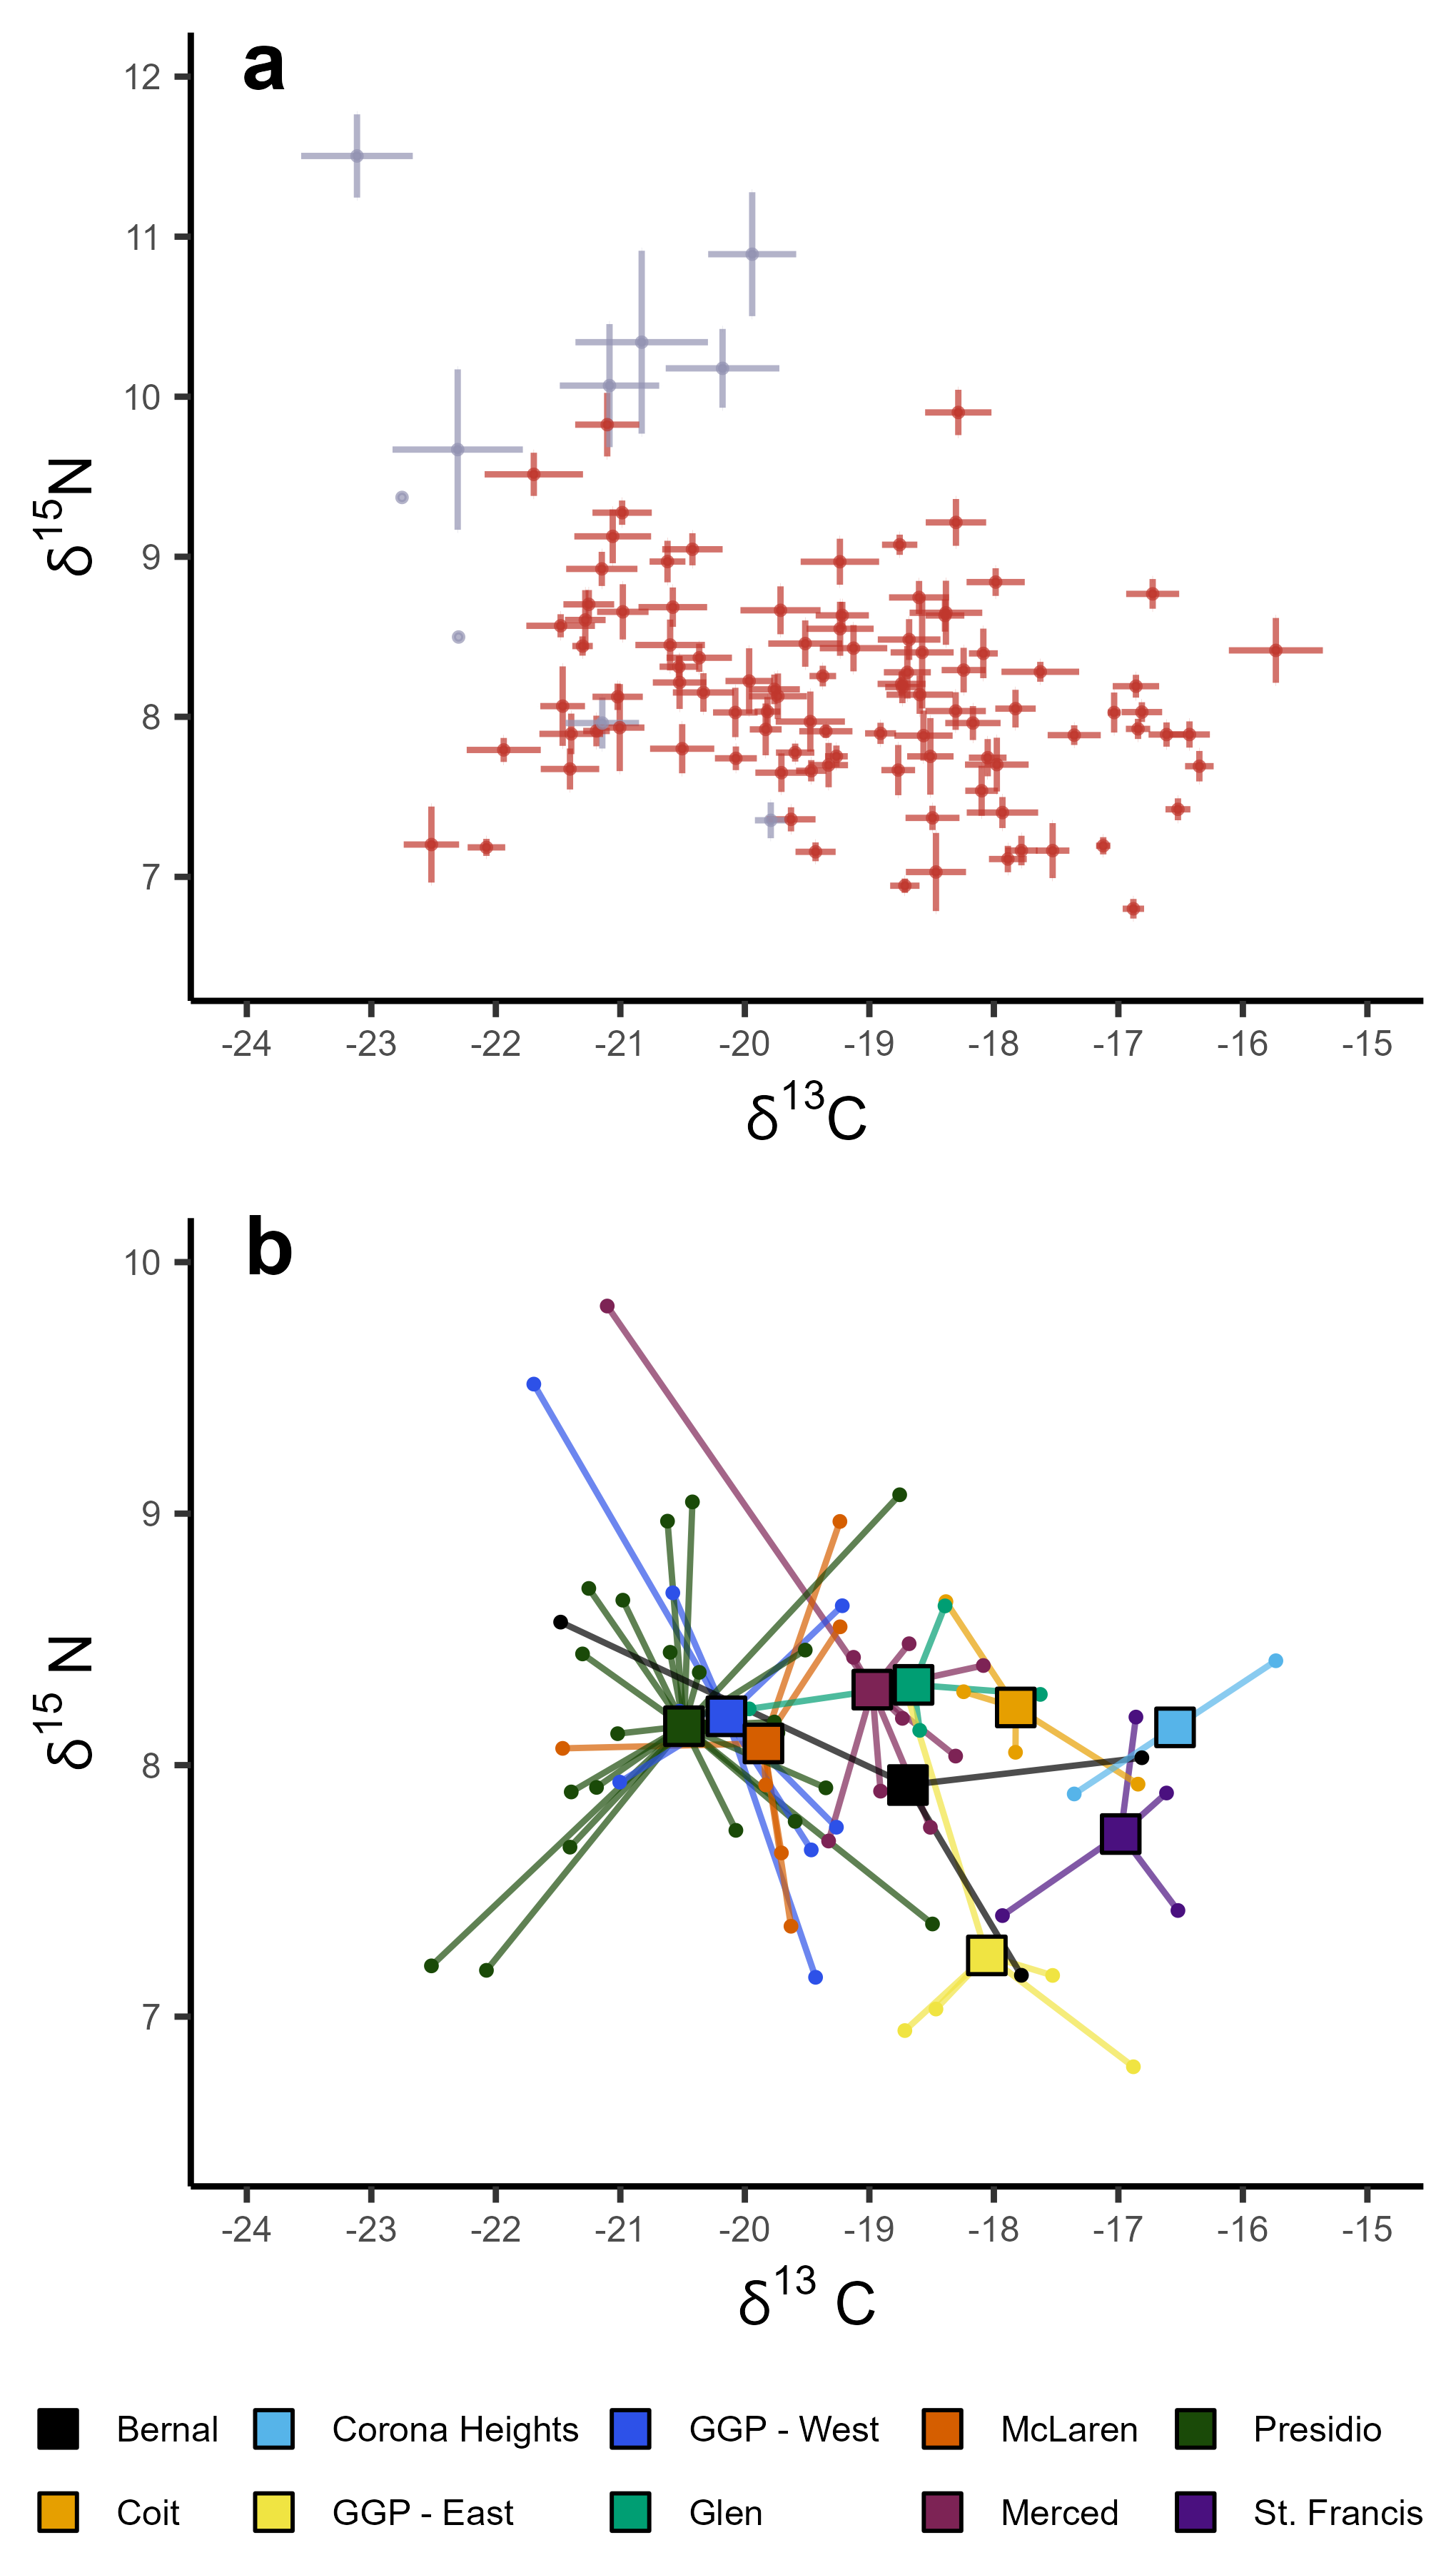 a
12
11
10
9
8
7
δ15N
-24 -23 -22 -21 -20 -19 -18 -17 -16 -15
δ13C
b
10
9
8
7
δ15 N
-24 -23 -22 -21 -20 -19 -18 -17 -16 -15
δ13 C
Bernal Corona Heights GGP - West McLaren Presidio
Coit GGP - East Glen Merced St. Francis